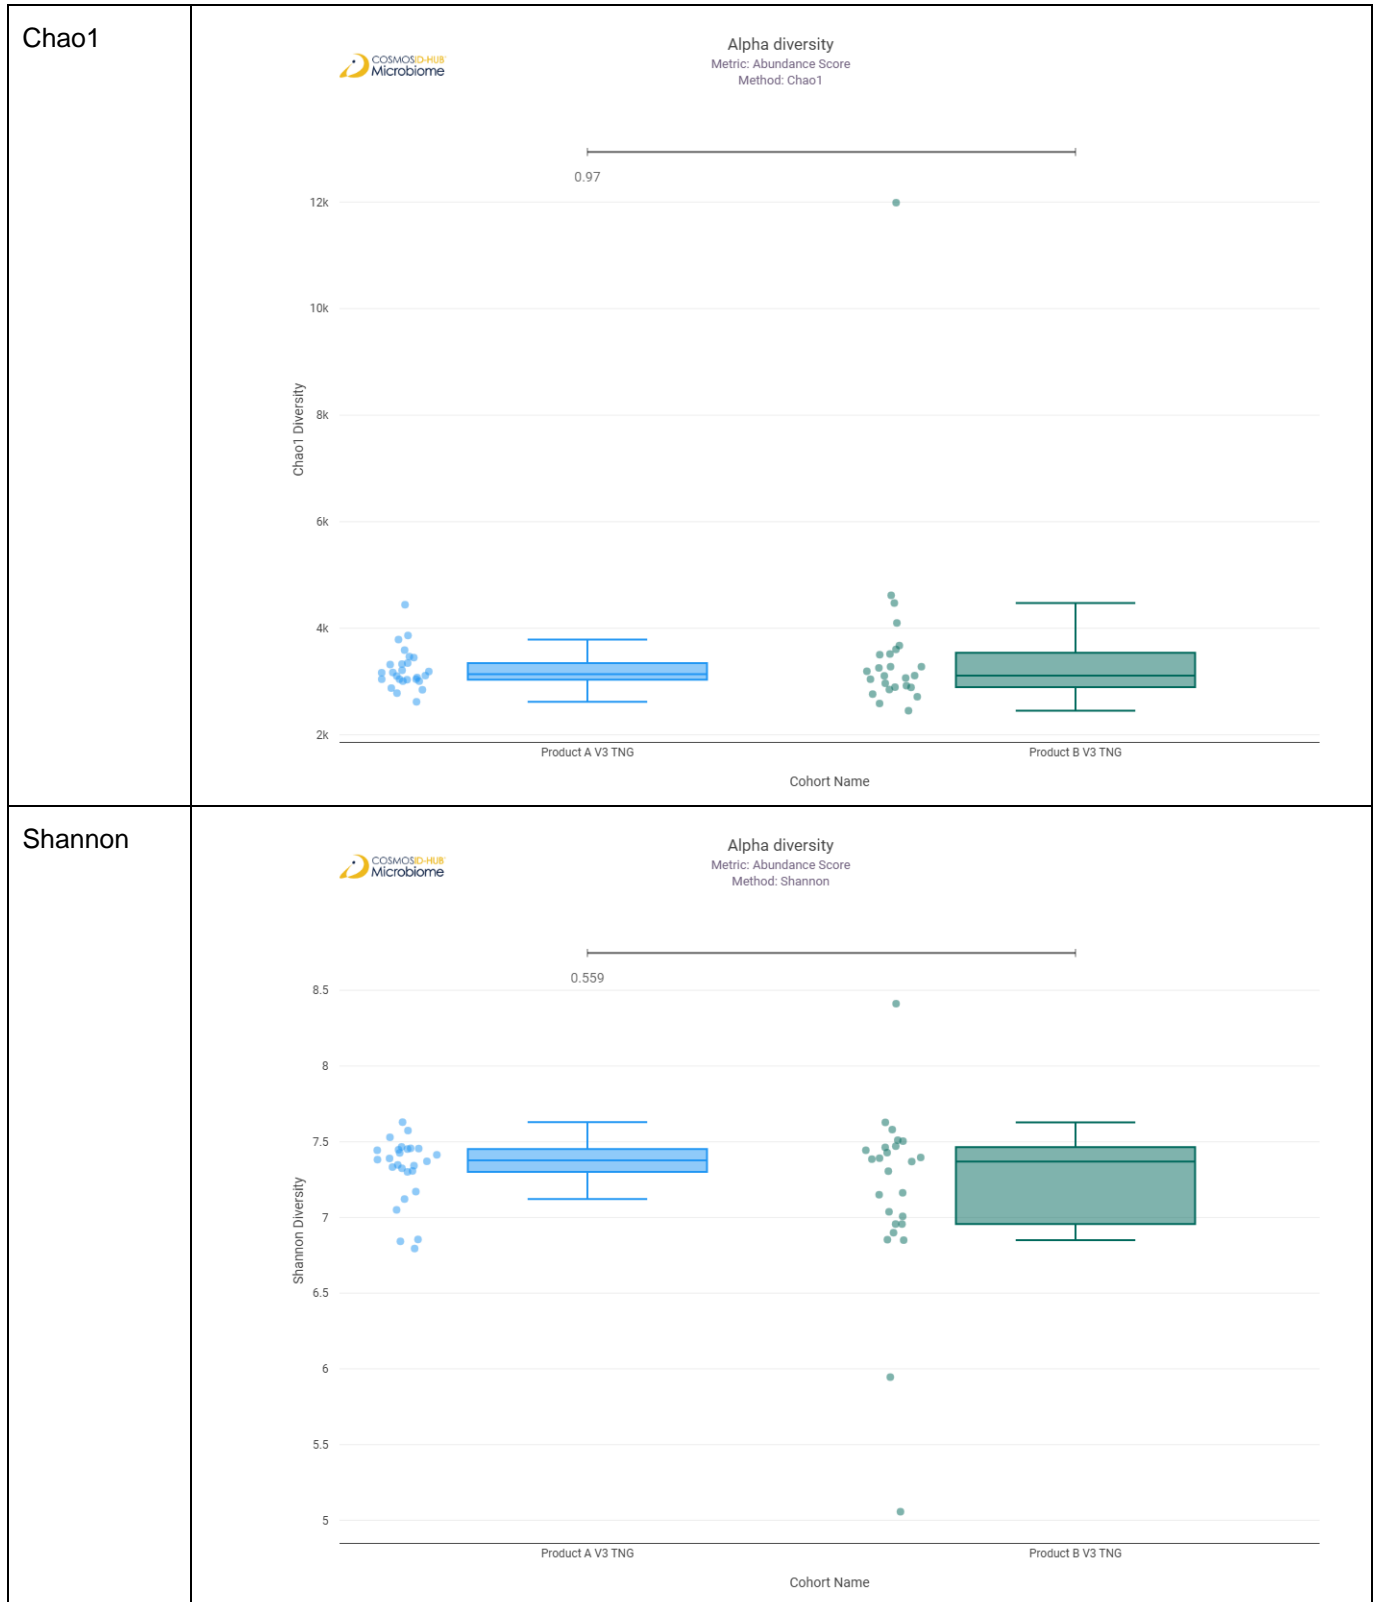 Chao1
COSMOSID-HUB
Microbiome
Alpha diversity
Metric: Abundance Score
Method: Chao1
0.97
12k
10k
8k
6k
4k
2k
Chao1 Diversity
Product A V3 TNG
Product B V3 TNG
Cohort Name
Shannon
COSMOSID-HUB
Microbiome
Alpha diversity
Metric: Abundance Score
Method: Shannon
0.559
8.5
8
7.5
7
6.5
6
5.5
5
Shannon Diversity
Product A V3 TNG
Product B V3 TNG
Cohort Name